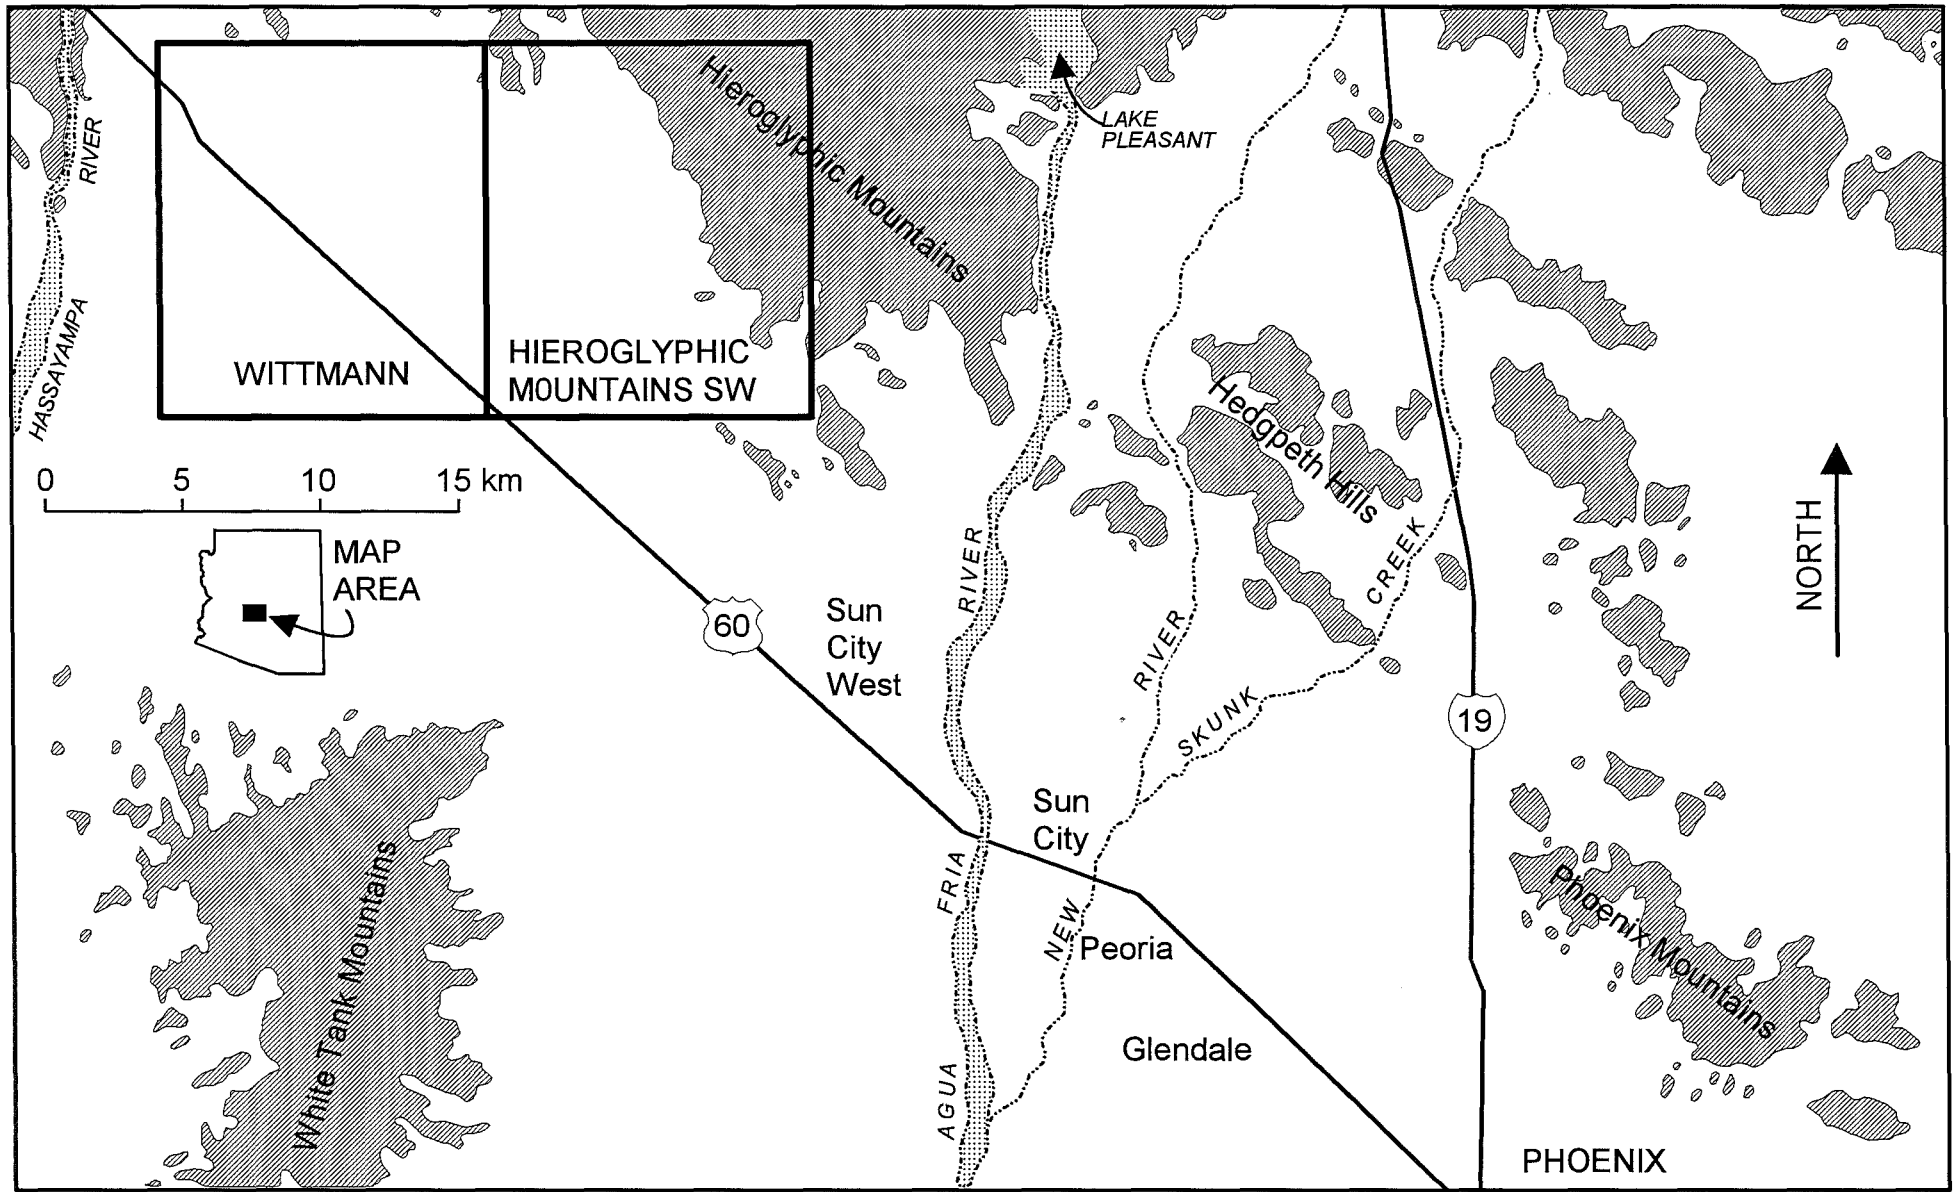 Hieroglyphic Mountains
LAKE
PLEASANT
RIVER
HASSAYAMPA
WITTMANN
HIEROGLYPHIC
MOUNTAINS SW
0 5 10 15 km
MAP
AREA
Hedgpeth Hills
NORTH
CREEK
SKUNK
RIVER
RIVER
60
Sun
City
West
19
Sun
City
FRIA
NEW
Peoria
White Tank Mountains
Phoenix Mountains
Glendale
AGUA
PHOENIX